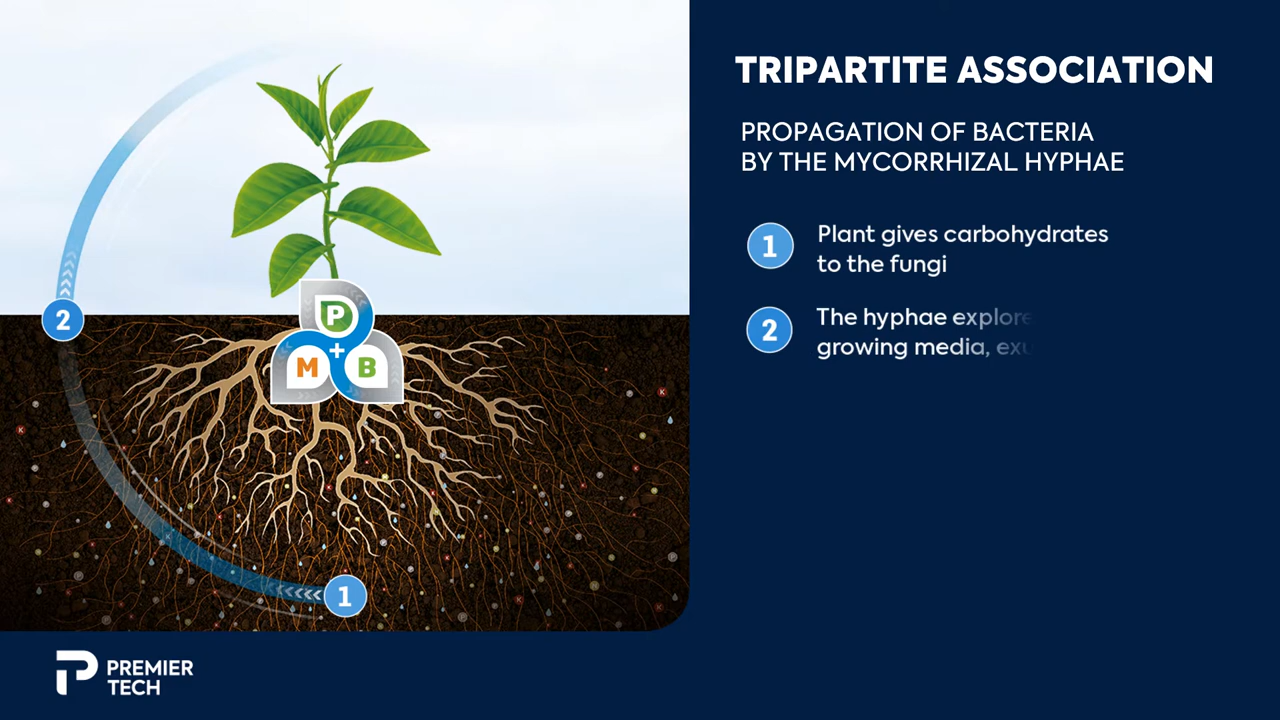 TRIPARTITE ASSOCIATION
PROPAGATION OF BACTERIA
BY THE MYCORRHIZAL HYPHAE
1 Plant gives carbohydrates
to the fungi
2 The hyphae explore
growing media,
2
P
+
M B
1
PREMIER
TECH